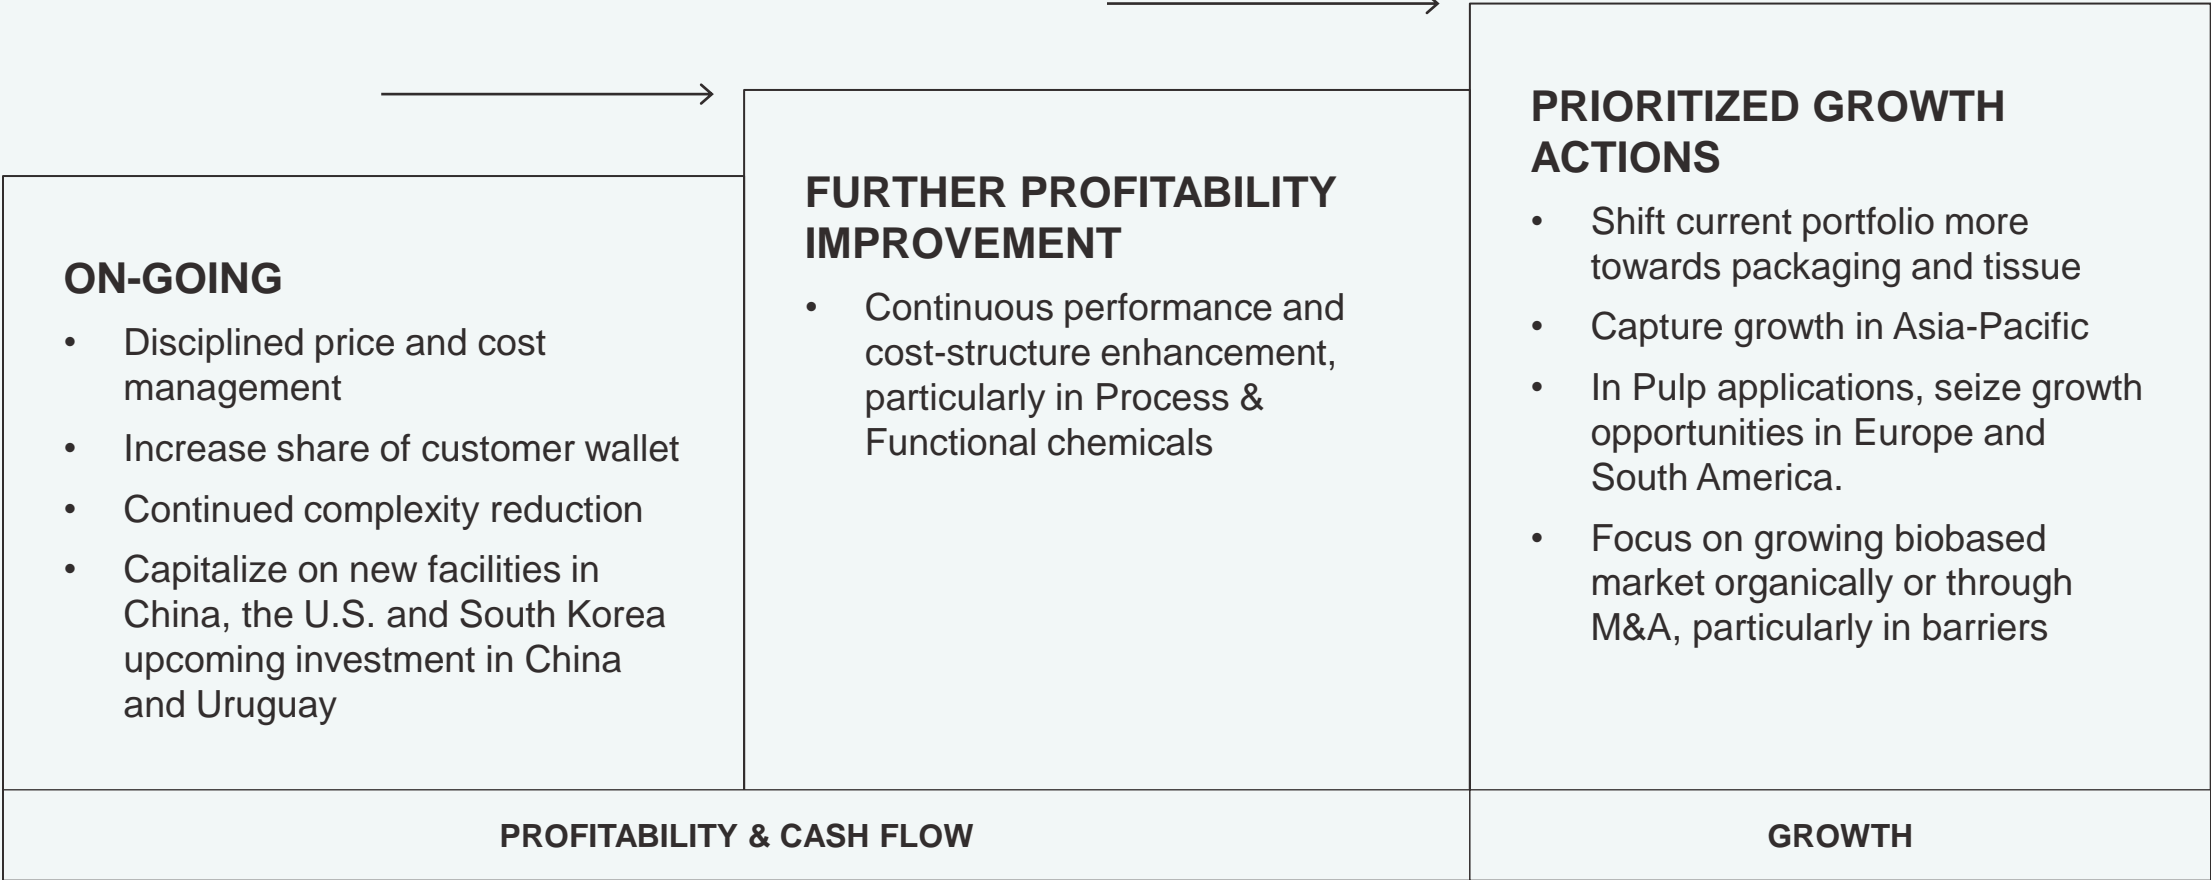 ON-GOING
• Disciplined price and cost
management
• Increase share of customer wallet
• Continued complexity reduction
• Capitalize on new facilities in
China, the U.S. and South Korea
upcoming investment in China
and Uruguay
FURTHER PROFITABILITY
IMPROVEMENT
• Continuous performance and
cost-structure enhancement,
particularly in Process &
Functional chemicals
PRIORITIZED GROWTH
ACTIONS
• Shift current portfolio more
towards packaging and tissue
• Capture growth in Asia-Pacific
• In Pulp applications, seize growth
opportunities in Europe and
South America.
• Focus on growing biobased
market organically or through
M&A, particularly in barriers
PROFITABILITY & CASH FLOW
GROWTH